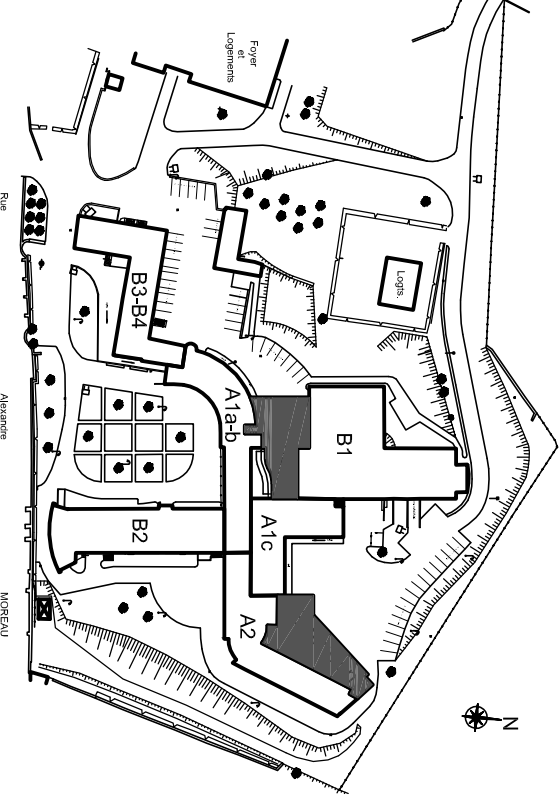 Foyer
et
Logements
Logts.
Rue
B3-B4
A1a-b
B1
Alexandre
A1c
B2
A2
MOREAU
N